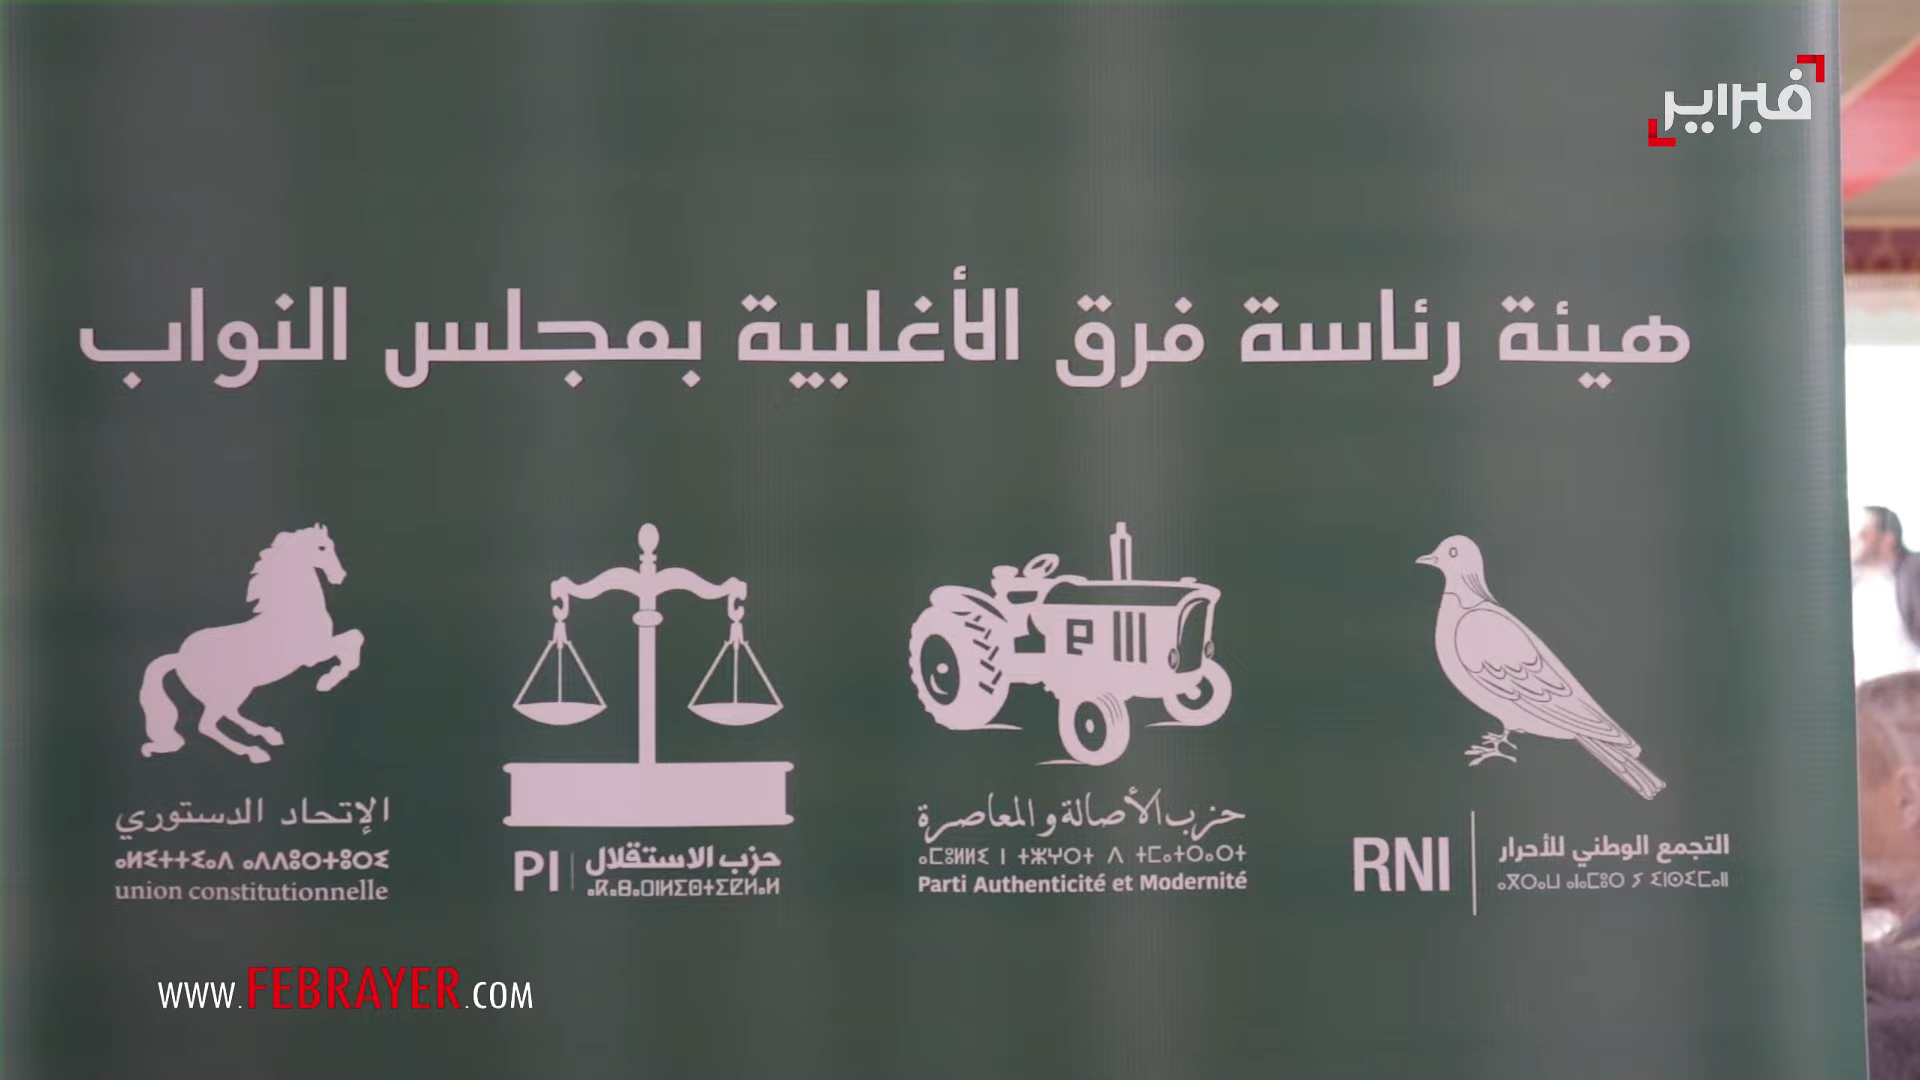 فبراير
هيئة رئاسة فرق الأغلبية بمجلس النواب
التجمع الوطني للأحرار
RNI
حزب الأصالة والمعاصرة
Parti Authenticité et Modernité
حزب الاستقلال
PI
الإتحاد الدستوري
union constitutionnelle
www.FEBRAYER.COM